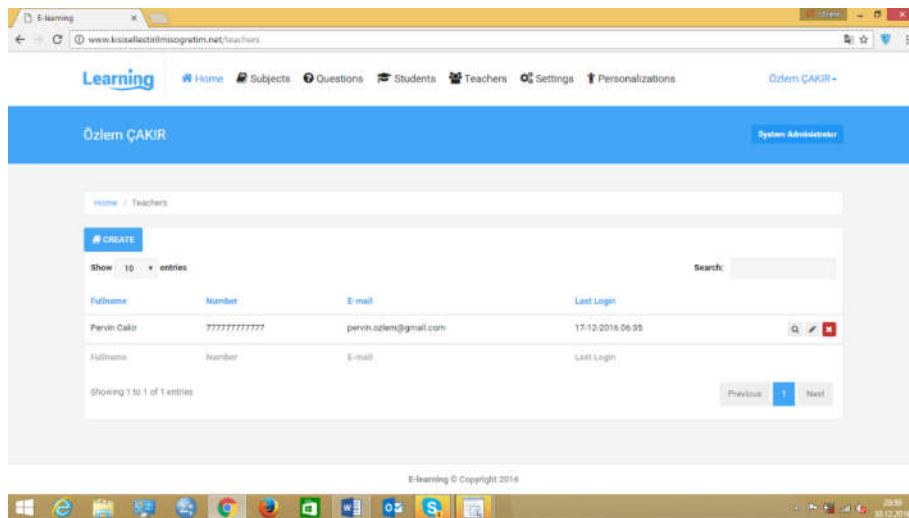 E-learning
www.kisisellestirilmisogretim.net/teachers
Learning Home Subjects Questions Students Teachers Settings Personalizations Özlem ÇAKIR
Özlem ÇAKIR System Administrator
Home / Teachers
CREATE
Show 10 entries Search:
Fullname Number E-mail Last Login
Pervin Cakir 777777777777 pervin.ozlem@gmail.com 17-12-2016 06:35
Fullname Number E-mail Last Login
Showing 1 to 1 of 1 entries Previous 1 Next
E-learning © Copyright 2016